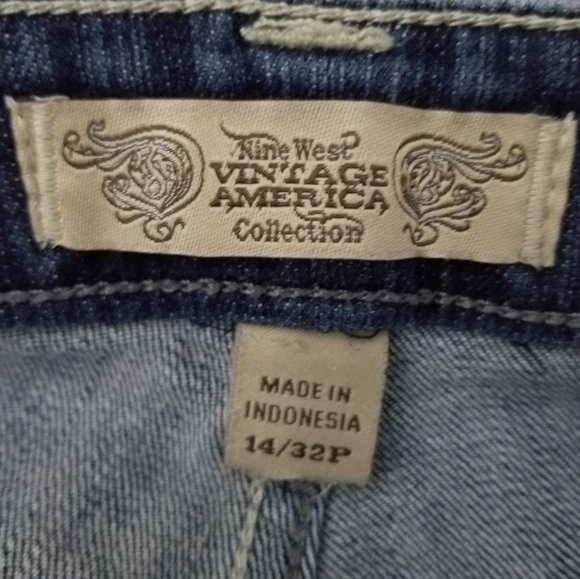 Nine West
VINTAGE
AMERICA
Collection
MADE IN
INDONESIA
14/32P